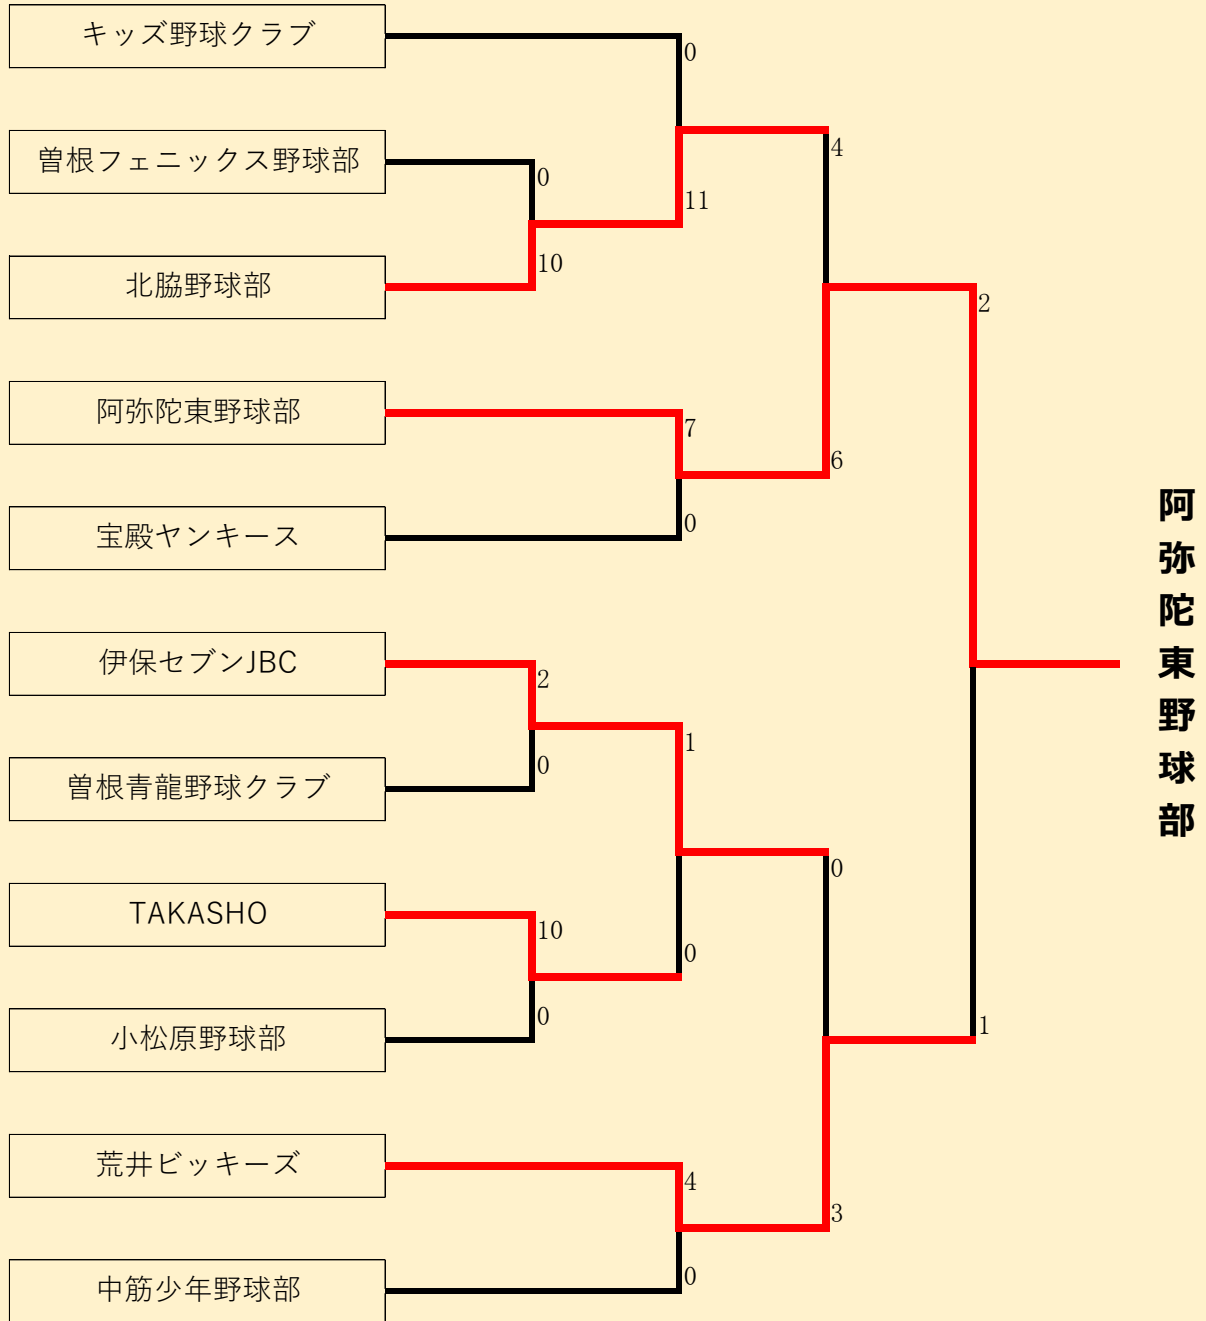 キッズ野球クラブ
0
曽根フェニックス野球部
0
4
11
北脇野球部
10
2
阿弥陀東野球部
7
6
宝殿ヤンキース
0
伊保セブンJBC
2
1
曽根青龍野球クラブ
0
0
TAKASHO
10
0
小松原野球部
0
1
荒井ビッキーズ
4
3
中筋少年野球部
0
阿弥陀東野球部